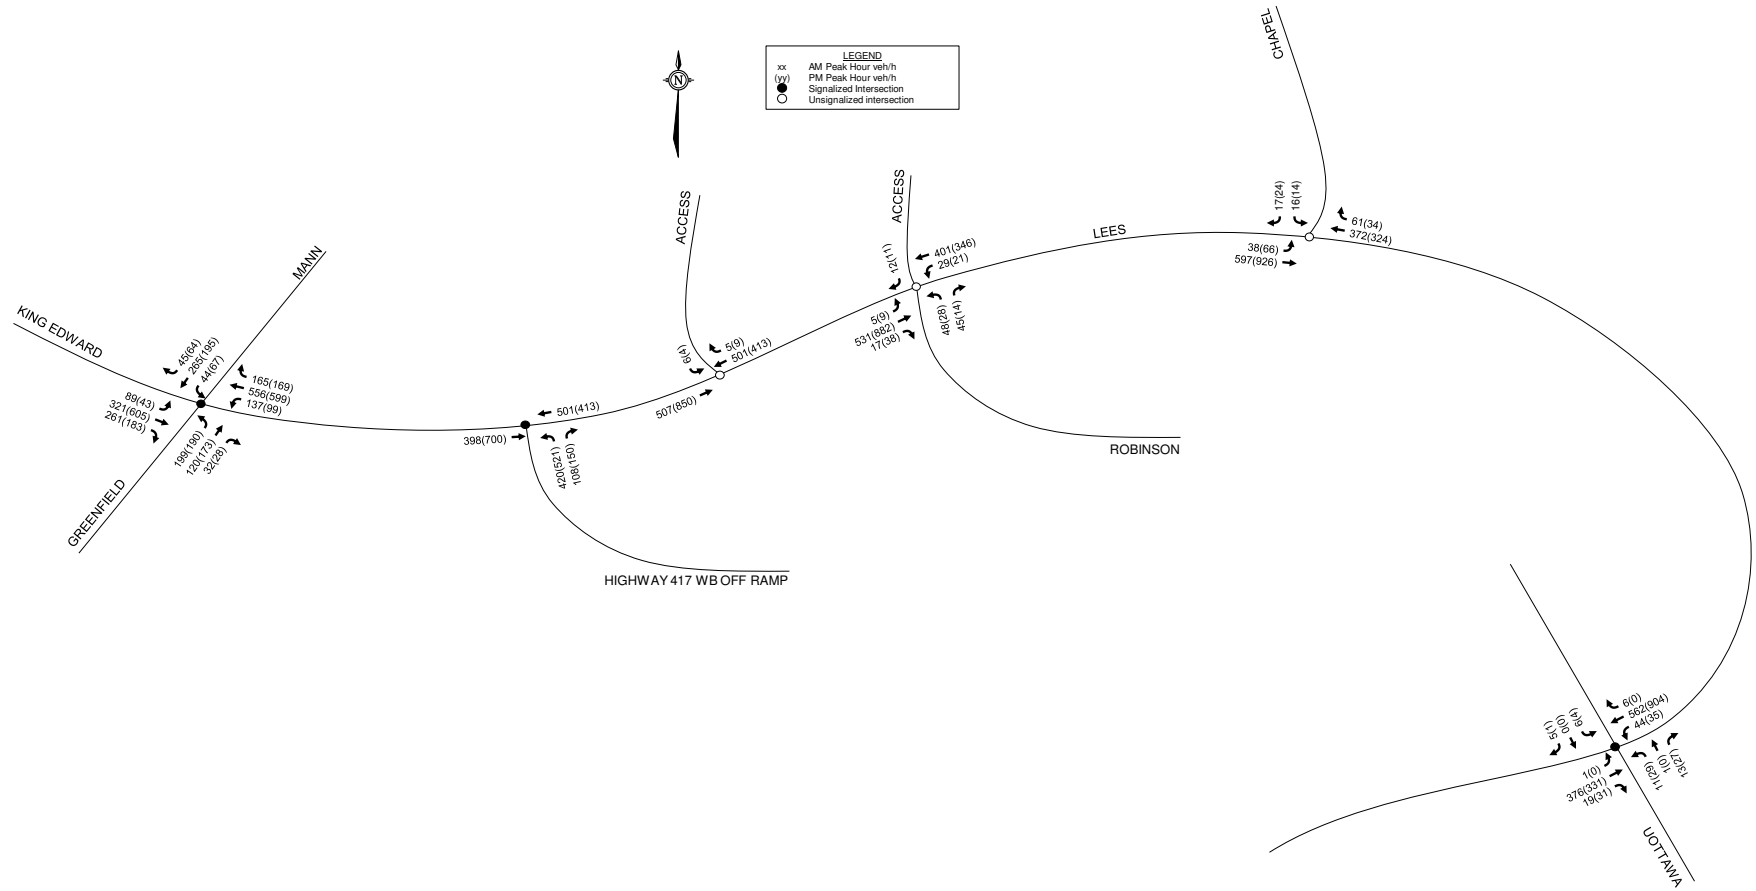 CHAPEL
LEGEND
xx AM Peak Hour veh/h
(yy) PM Peak Hour veh/h
Signalized Intersection
Unsignalized intersection
N
ACCESS
ACCESS
LEES
17(24)
16(14)
61(34)
372(324)
38(66)
597(926)
12(11)
401(346)
29(21)
5(9)
531(882)
17(38)
48(28)
45(14)
ROBINSON
6(4)
5(9)
501(413)
507(850)
MANN
KING EDWARD
45(64)
265(195)
44(67)
165(169)
556(599)
137(99)
89(43)
321(605)
261(183)
199(190)
120(173)
32(28)
GREENFIELD
501(413)
398(700)
420(521)
108(150)
HIGHWAY 417 WB OFF RAMP
5(1)
0(0)
6(4)
6(0)
562(904)
44(35)
1(0)
376(331)
19(31)
11(29)
1(0)
13(27)
UOTTAWA